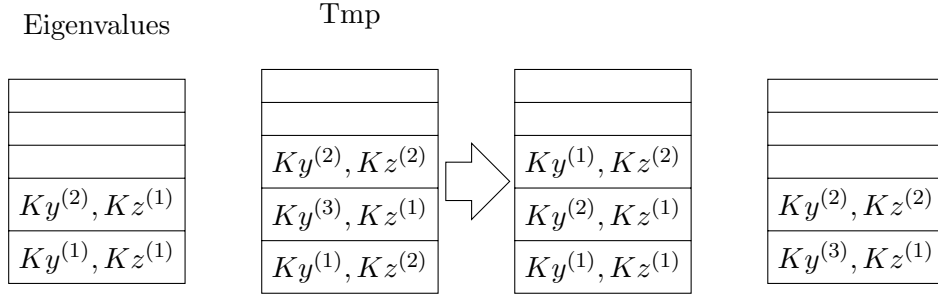 Eigenvalues
Tmp
Ky^{(2)}, Kz^{(1)}
Ky^{(1)}, Kz^{(1)}
Ky^{(2)}, Kz^{(2)}
Ky^{(3)}, Kz^{(1)}
Ky^{(1)}, Kz^{(2)}
Ky^{(1)}, Kz^{(2)}
Ky^{(2)}, Kz^{(1)}
Ky^{(1)}, Kz^{(1)}
Ky^{(2)}, Kz^{(2)}
Ky^{(3)}, Kz^{(1)}